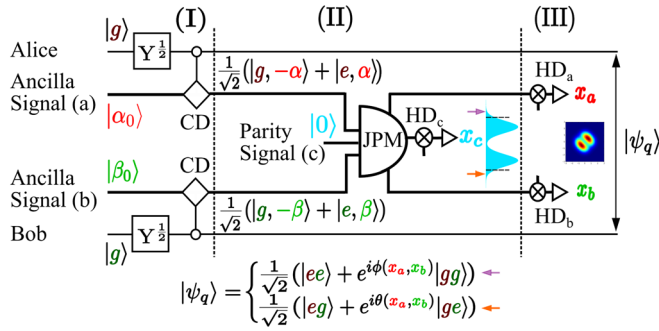 (I) (II) (III)
Alice |g⟩ Y^{1/2}
1/√2(|g,-α⟩+|e,α⟩)
HD_a
Ancilla Signal (a)
x_a
|α_0⟩ CD
|0⟩ HD_c
Parity Signal (c) JPM x_c
|ψ_q⟩
|β_0⟩ CD
Ancilla Signal (b)
x_b
1/√2(|g,-β⟩+|e,β⟩)
HD_b
Bob |g⟩ Y^{1/2}
|ψ_q⟩ = { 1/√2(|ee⟩+e^{iϕ(x_a,x_b)}|gg⟩)
1/√2(|eg⟩+e^{iθ(x_a,x_b)}|ge⟩)